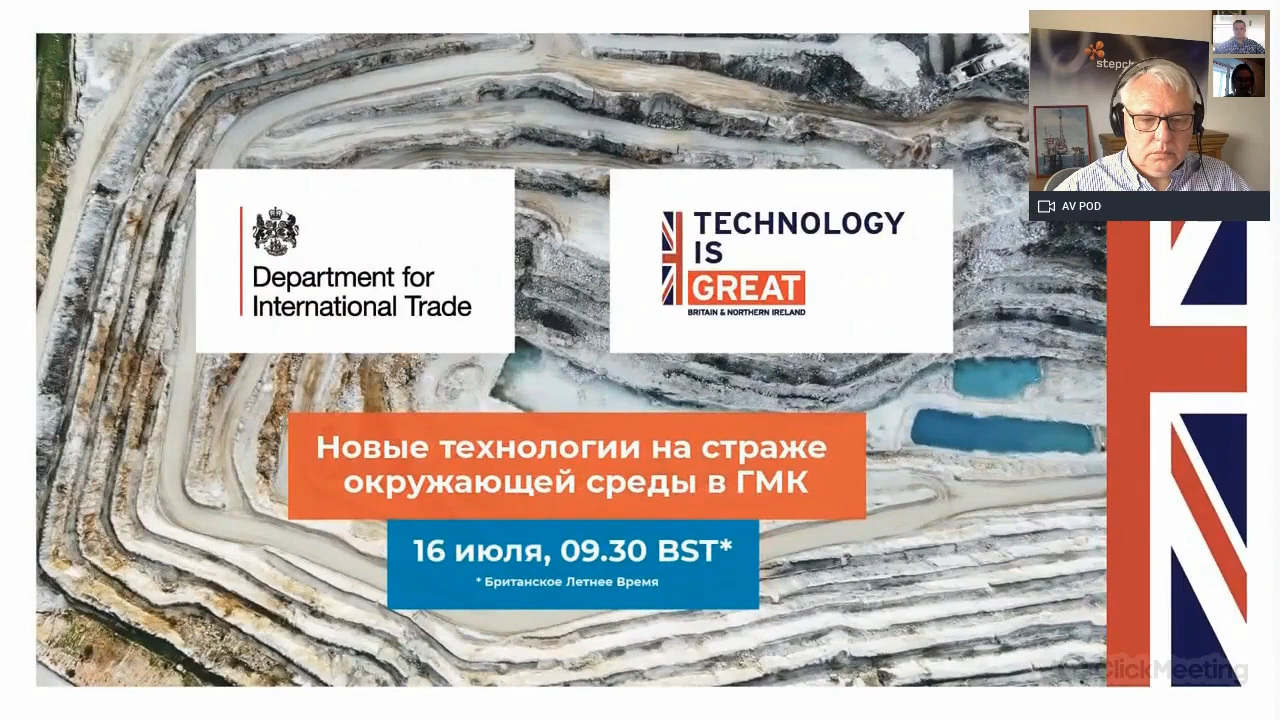 Department for
International Trade
TECHNOLOGY
IS
GREAT
BRITAIN & NORTHERN IRELAND
Новые технологии на страже
окружающей среды в ГМК
16 июля, 09.30 BST*
* Британское Летнее Время
AV POD
ClickMeeting